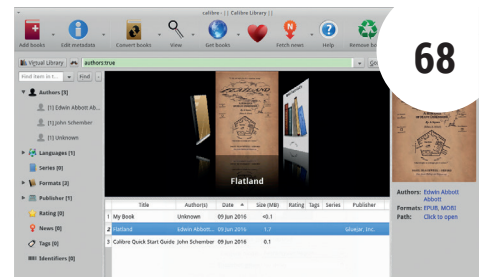 calibre - || Calibre Library ||
Add books Edit metadata Convert books View Get books Fetch news Help Remove bo
68
Virtual Library authors:true
Find item in t... Find
Authors [3]
[1] Edwin Abbott Ab...
[1] John Schember
[1] Unknown
Languages [1]
Series [0]
Formats [3]
Publisher [1]
Rating [0]
News [0]
Tags [0]
Identifiers [0]
FLATLAND
Flatland
Title Author(s) Date Size (MB) Rating Tags Series Publisher
1 My Book Unknown 09 Jun 2016 <0.1
2 Flatland Edwin Abbott... 09 Jun 2016 1.7 Gluejar, Inc.
3 Calibre Quick Start Guide John Schember 09 Jun 2016 0.1
Authors: Edwin Abbott
Abbott
Formats: EPUB, MOBI
Path: Click to open